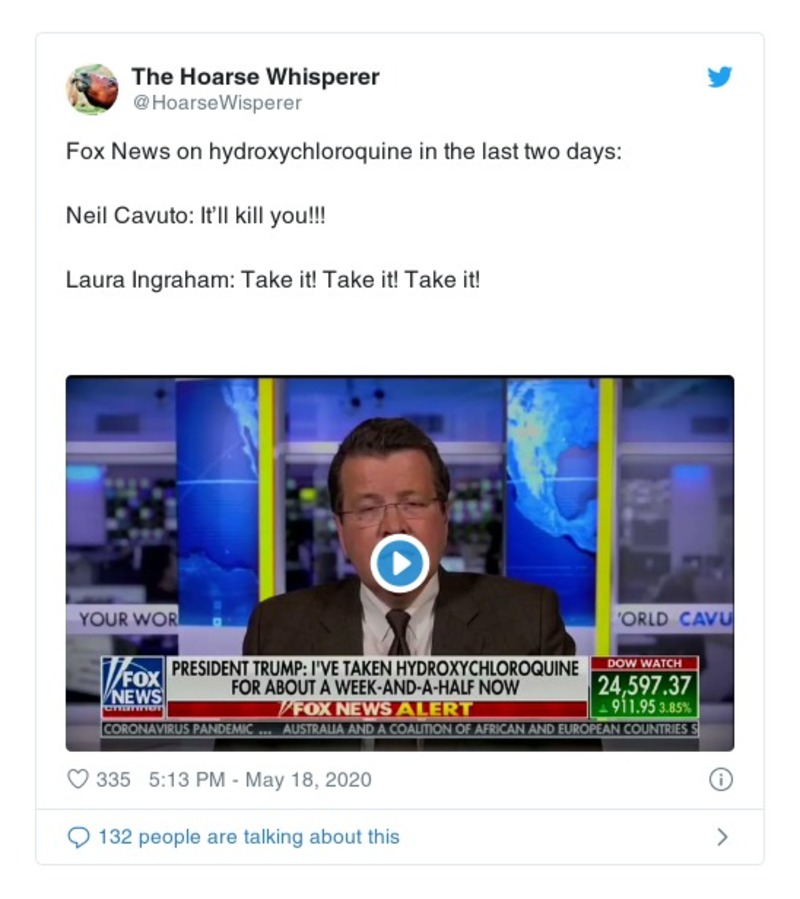 The Hoarse Whisperer
@HoarseWisperer
Fox News on hydroxychloroquine in the last two days:
Neil Cavuto: It’ll kill you!!!
Laura Ingraham: Take it! Take it! Take it!
YOUR WOR
'ORLD CAVU
FOX
NEWS
channel
PRESIDENT TRUMP: I'VE TAKEN HYDROXYCHLOROQUINE
FOR ABOUT A WEEK-AND-A-HALF NOW
FOX NEWS ALERT
DOW WATCH
24,597.37
911.95 3.85%
CORONAVIRUS PANDEMIC ... AUSTRALIA AND A COALITION OF AFRICAN AND EUROPEAN COUNTRIES S
335 5:13 PM - May 18, 2020
132 people are talking about this